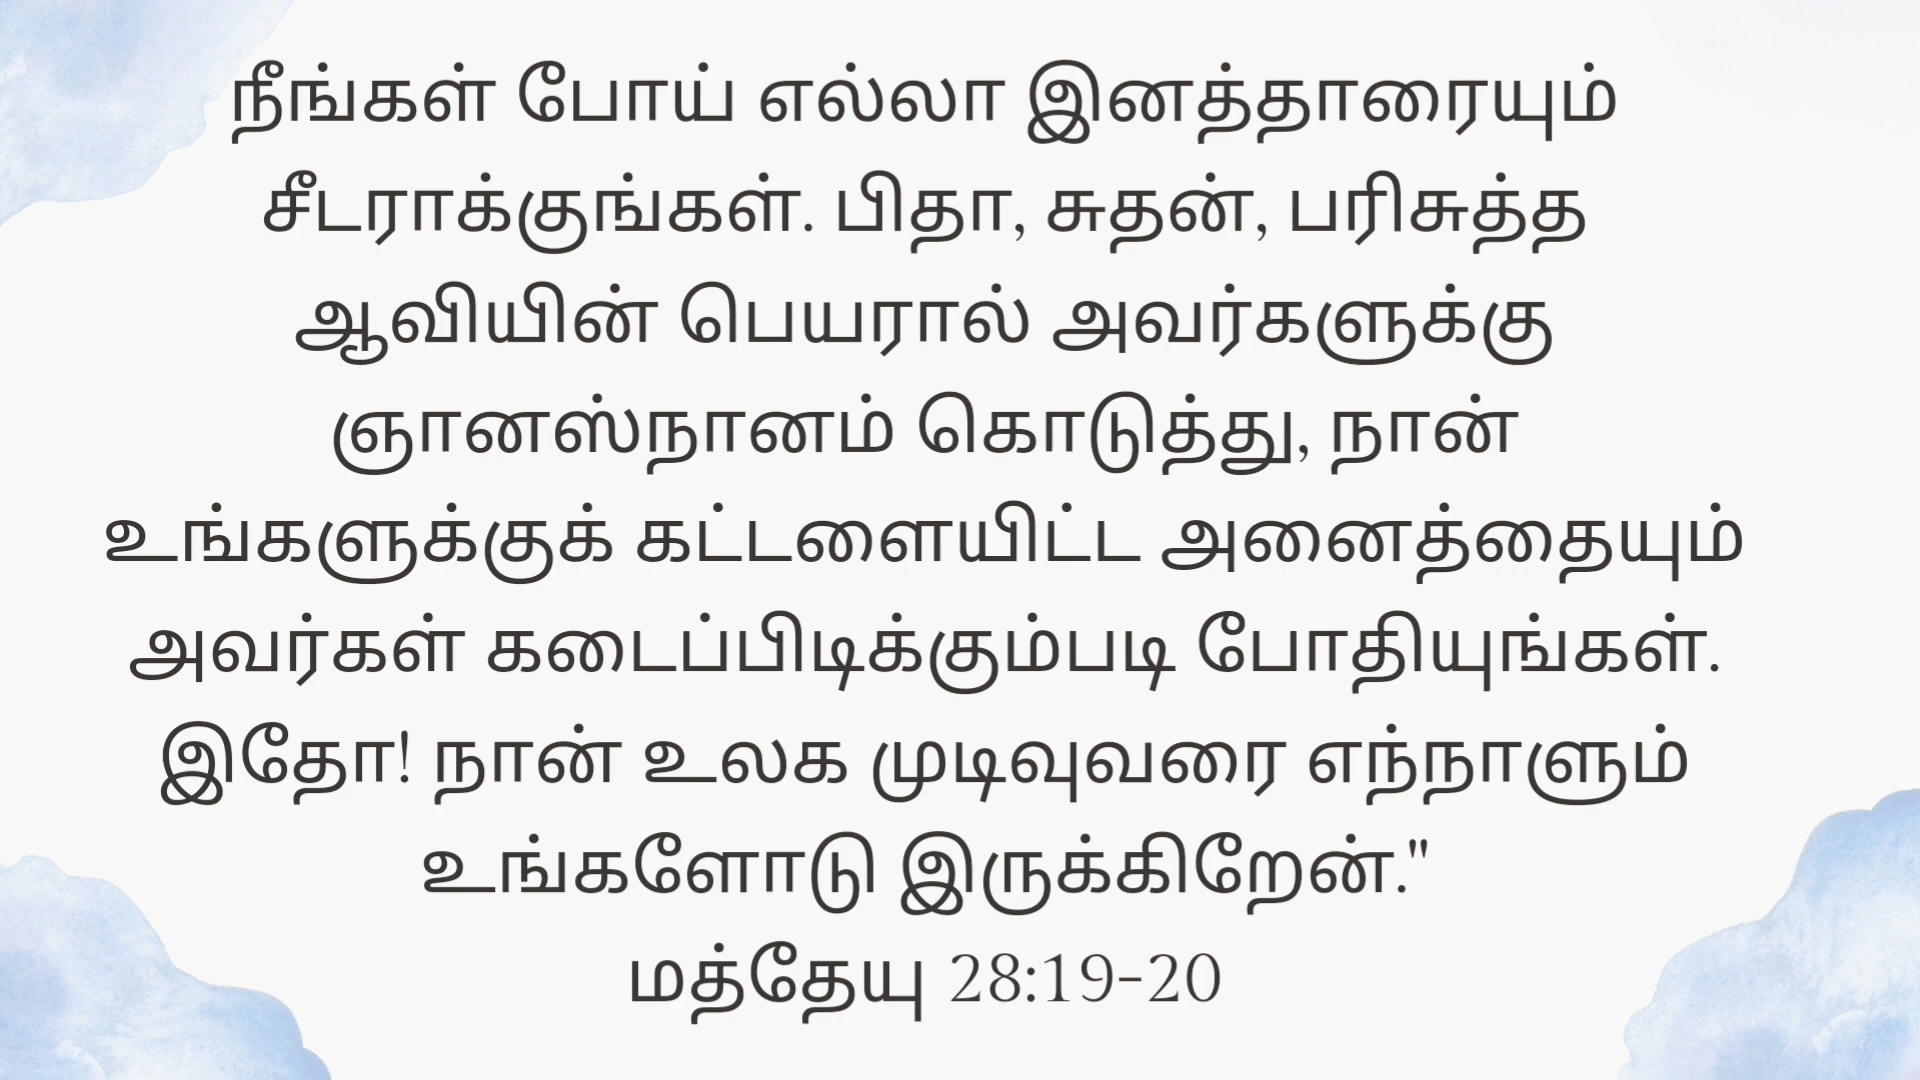 நீங்கள் போய் எல்லா இனத்தாரையும்
சீடராக்குங்கள். பிதா, சுதன், பரிசுத்த
ஆவியின் பெயரால் அவர்களுக்கு
ஞானஸ்நானம் கொடுத்து, நான்
உங்களுக்குக் கட்டளையிட்ட அனைத்தையும்
அவர்கள் கடைப்பிடிக்கும்படி போதியுங்கள்.
இதோ! நான் உலக முடிவுவரை எந்நாளும்
உங்களோடு இருக்கிறேன்."
மத்தேயு 28:19-20